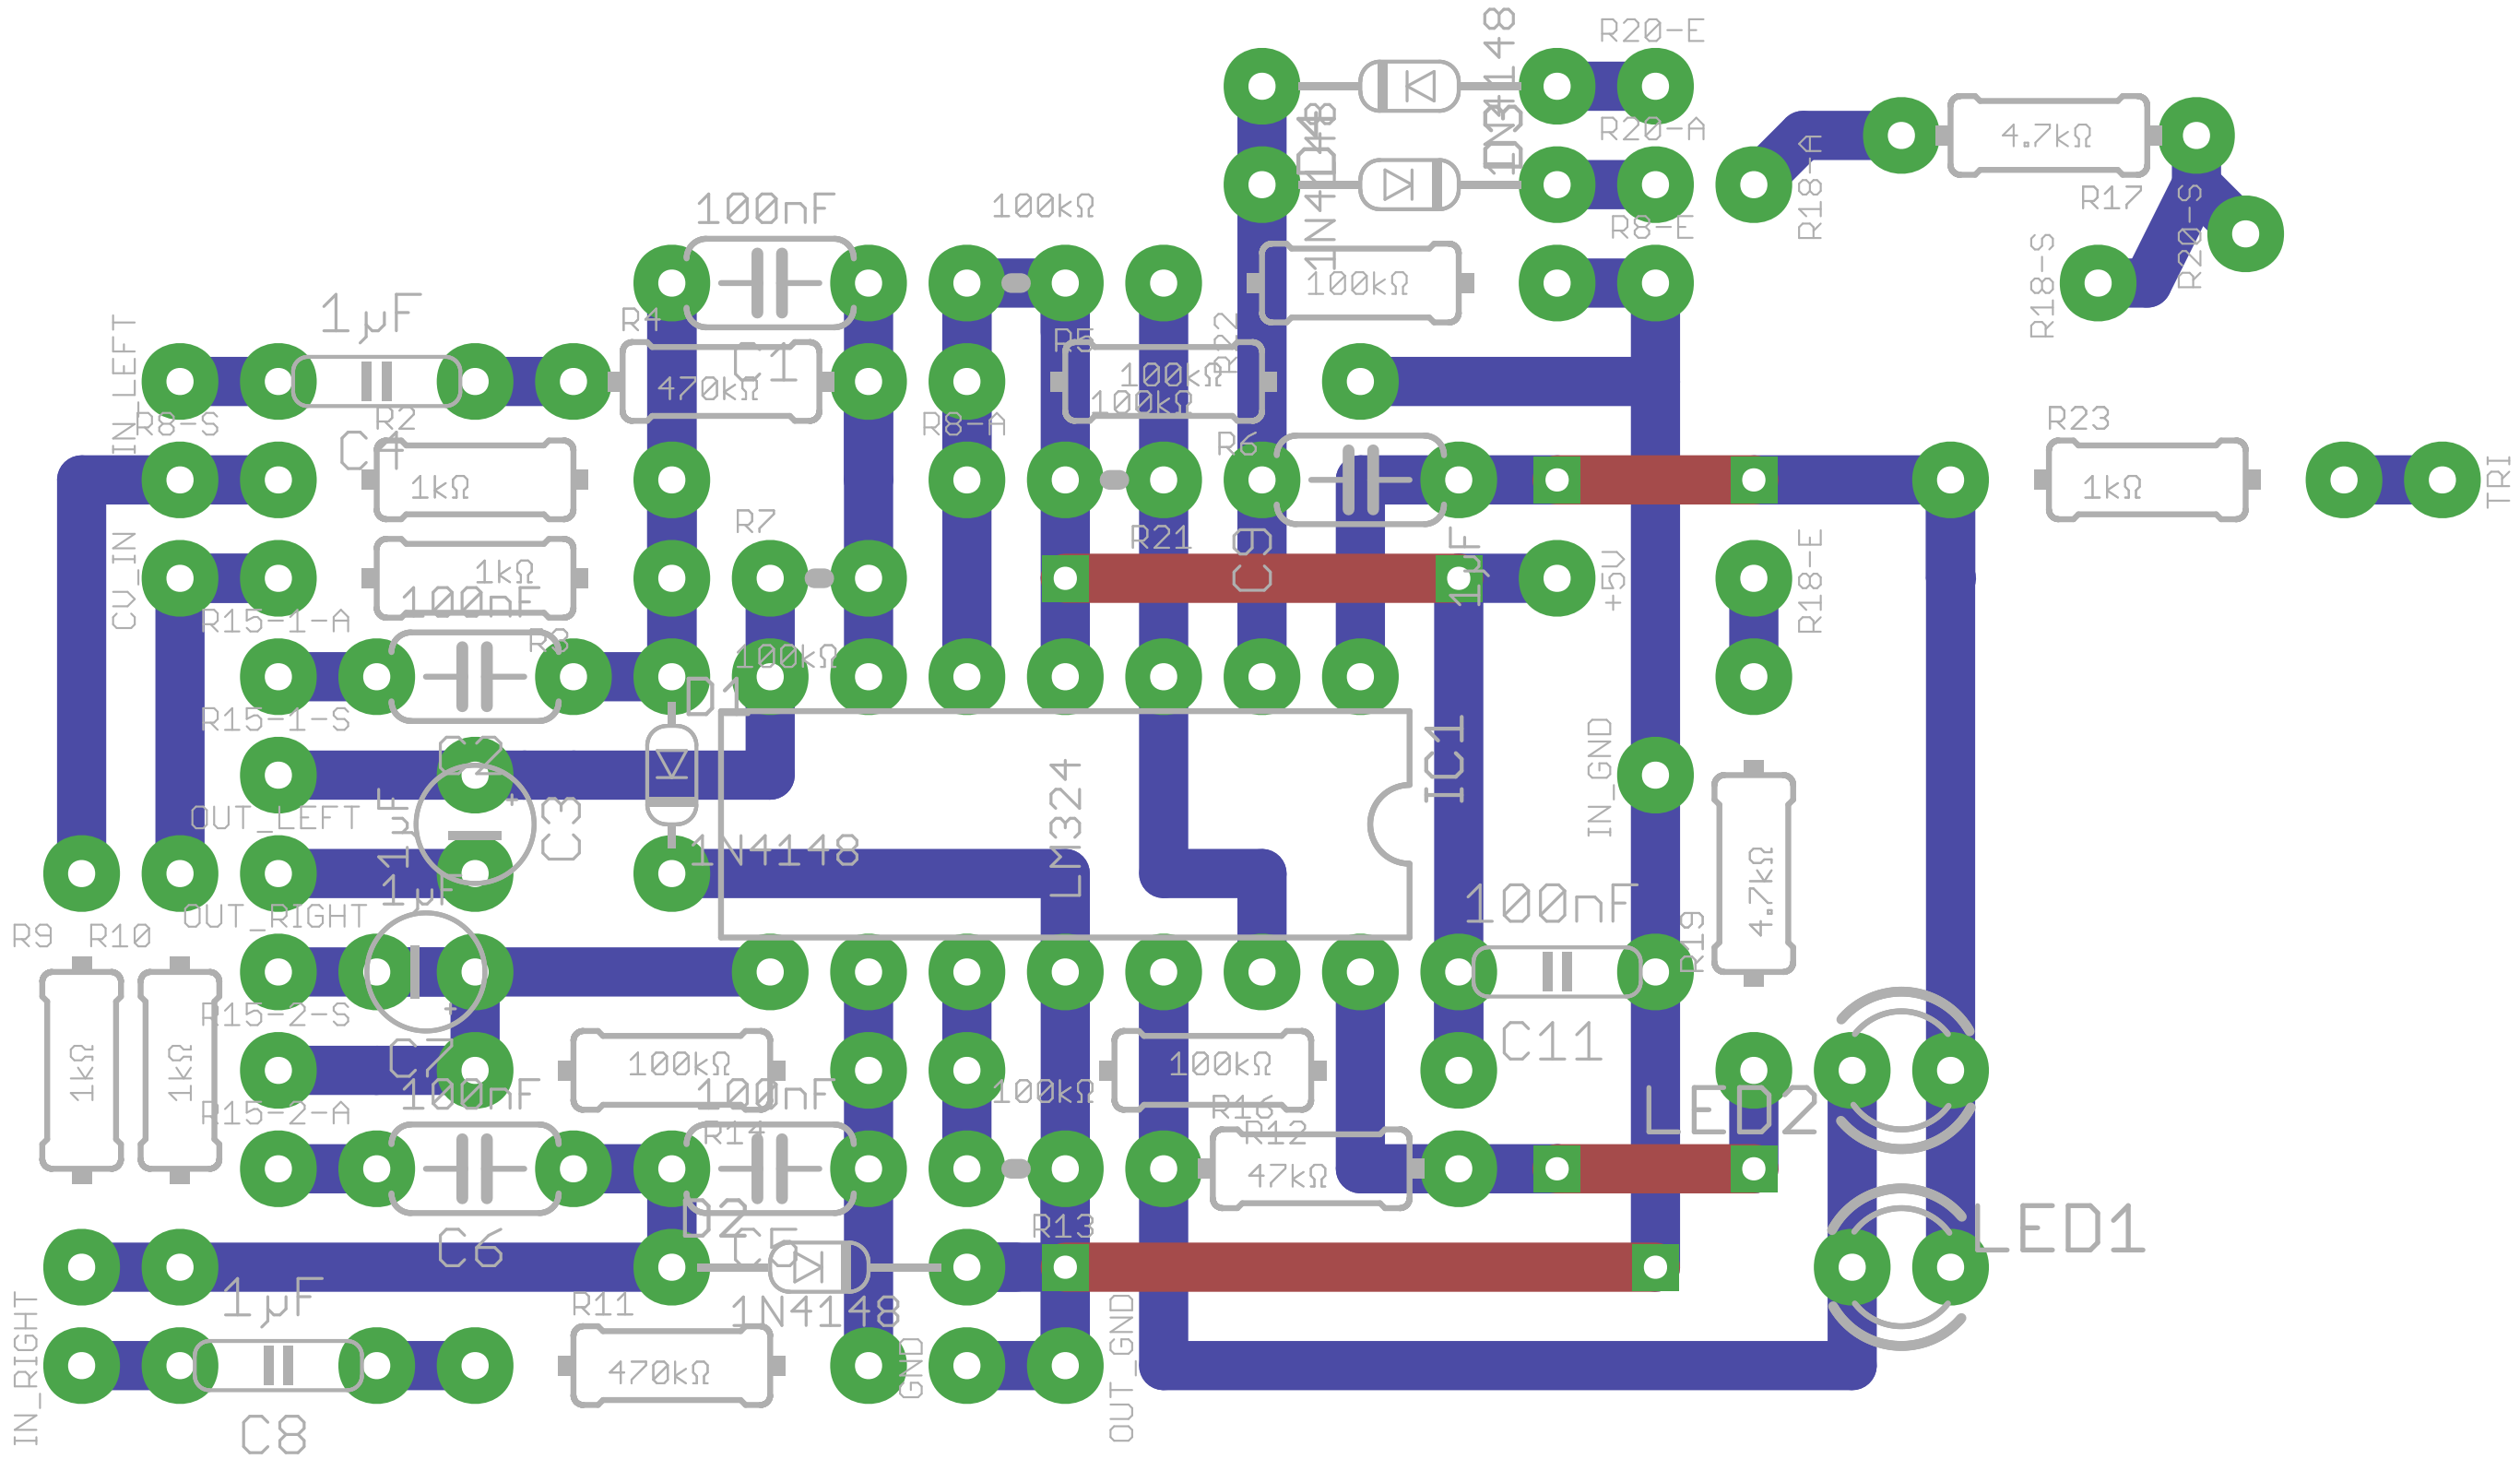 R20-E
1N4148
D3
R20-A
1N4148
D4
4.7kΩ
R17
R18-A
R20-S
R18-S
R8-E
100nF
100kΩ
100kΩ
R22
1µF
IN_LEFT
R4
C1
470kΩ
R5
100kΩ
100kΩ
R8-S
R2
C4
R8-A
R6
R23
1kΩ
1kΩ
TRI
R7
R21
C9
1µF
+5V
R18-E
CV_IN
1kΩ
100nF
R15-1-A
R3
100kΩ
D1
R15-1-S
C2
IC1
LM324
IN_GND
OUT_LEFT
1µF
C3
1N4148
4.7kΩ
1µF
100nF
R9
R10
OUT_RIGHT
R19
R15-2-S
C7
C11
1kΩ
1kΩ
100kΩ
100kΩ
100nF
100nF
100kΩ
R15-2-A
R14
R16
R12
LED2
47kΩ
D2
C5
C6
R13
LED1
1µF
IN_RIGHT
R11
1N4148
470kΩ
GND
OUT_GND
C8